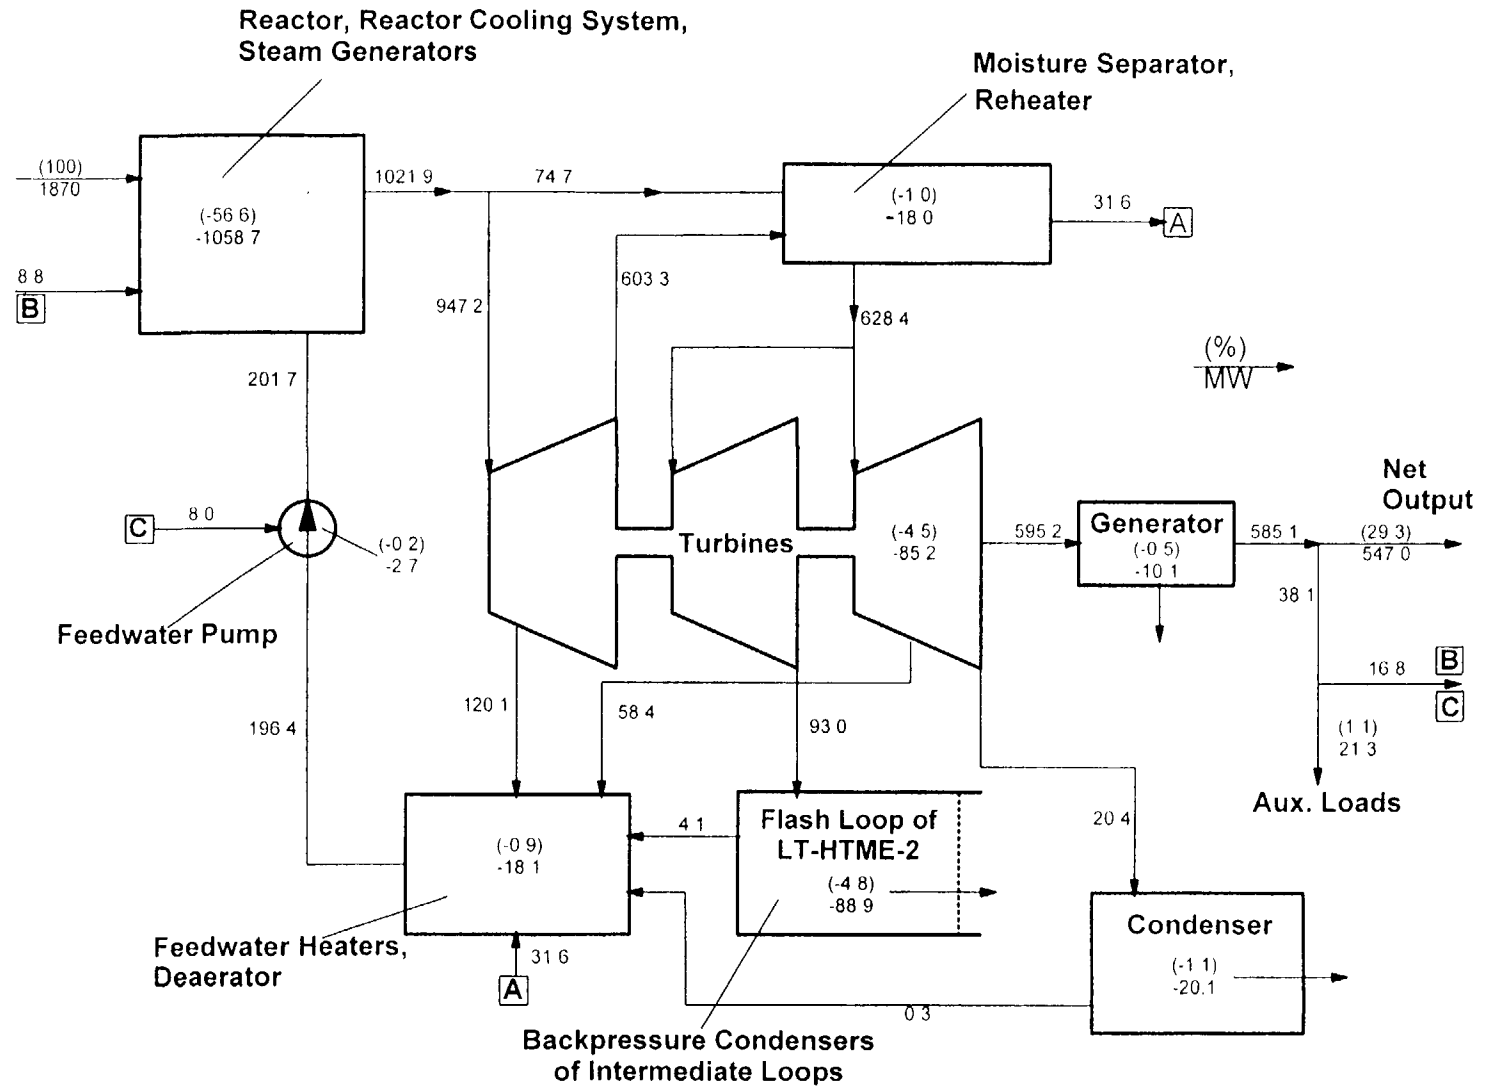 Reactor, Reactor Cooling System,
Steam Generators
Moisture Separator,
Reheater
(100)
1870
1021 9
74 7
(-56 6)
-1058 7
(-1 0)
-18 0
31 6
A
8 8
B
603 3
947 2
628 4
(%)
MW
201 7
Net
Output
C
8 0
(-0 2)
-2 7
Turbines
(-4 5)
-85 2
595 2
Generator
(-0 5)
-10 1
585 1
(29 3)
547 0
38 1
Feedwater Pump
16 8
B
C
120 1
58 4
93 0
196 4
(1 1)
21 3
Aux. Loads
20 4
4 1
Flash Loop of
LT-HTME-2
(-4 8)
-88 9
(-0 9)
-18 1
Condenser
(-1 1)
-20.1
Feedwater Heaters,
Deaerator
31 6
A
0 3
Backpressure Condensers
of Intermediate Loops